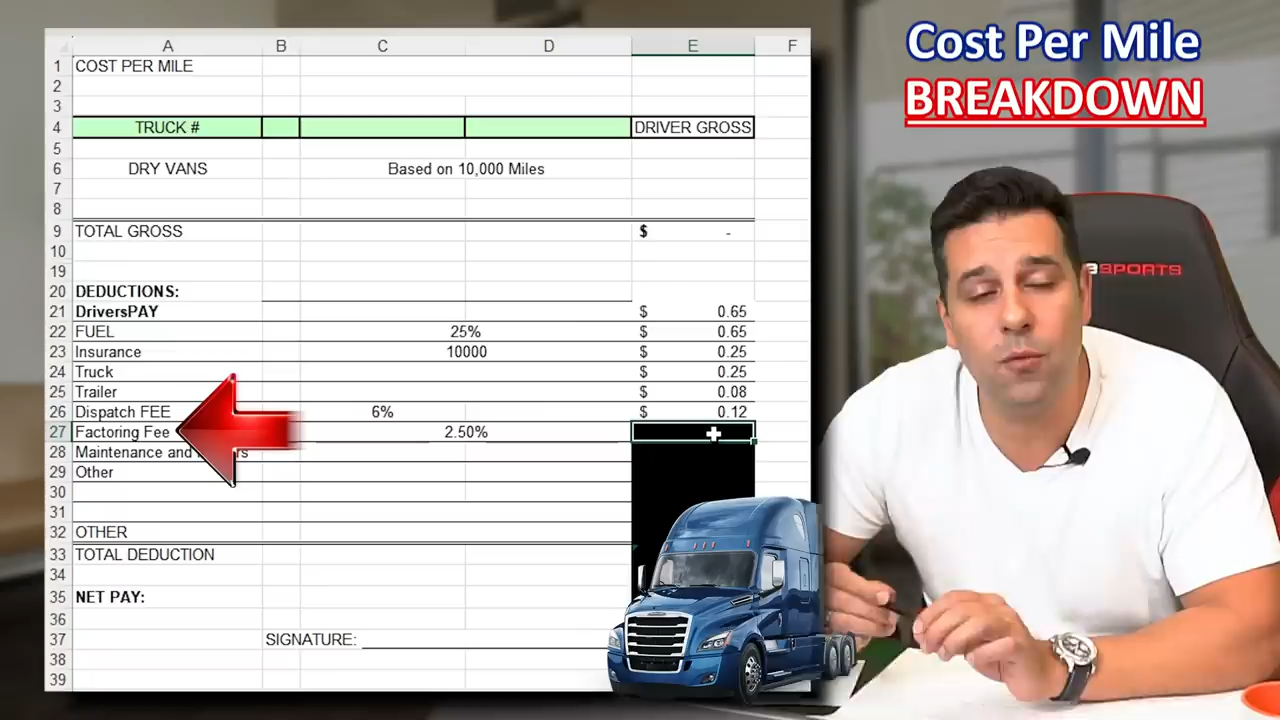 Cost Per Mile
BREAKDOWN
A B C D E F
1 COST PER MILE
2
3
4 TRUCK # DRIVER GROSS
5
6 DRY VANS Based on 10,000 Miles
7
8
9 TOTAL GROSS $ -
10
19
20 DEDUCTIONS:
21 DriversPAY $ 0.65
22 FUEL 25% $ 0.65
23 Insurance 10000 $ 0.25
24 Truck $ 0.25
25 Trailer $ 0.08
26 Dispatch FEE 6% $ 0.12
27 Factoring Fee 2.50%
28 Maintenance and
29 Other
30
31
32 OTHER
33 TOTAL DEDUCTION
34
35 NET PAY:
36
37 SIGNATURE:
38
39
SPORTS